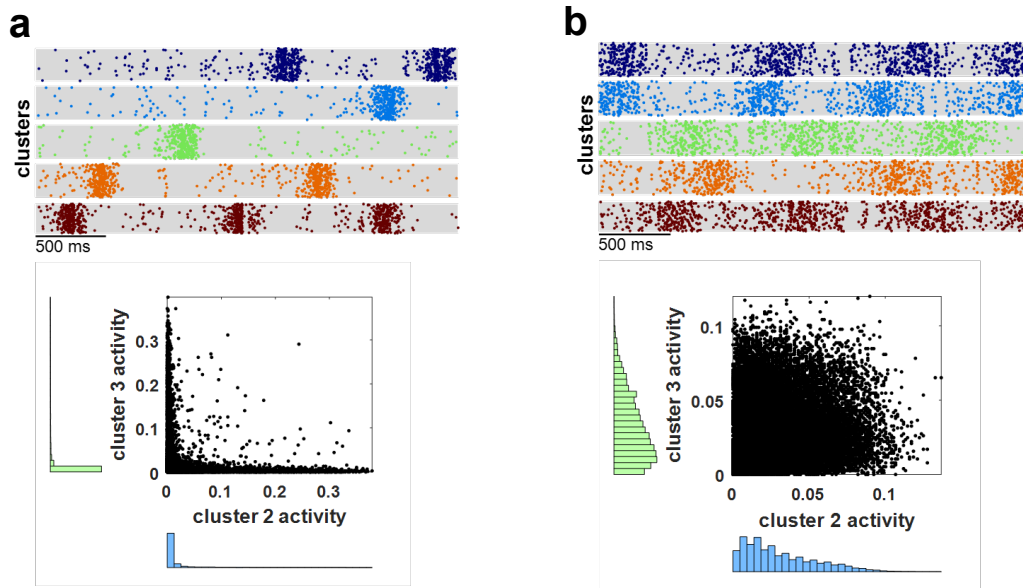 a
clusters
500 ms
cluster 3 activity
0.3
0.2
0.1
0
0
0.1
0.2
0.3
cluster 2 activity
b
clusters
500 ms
cluster 3 activity
0.1
0.05
0
0
0.05
0.1
cluster 2 activity